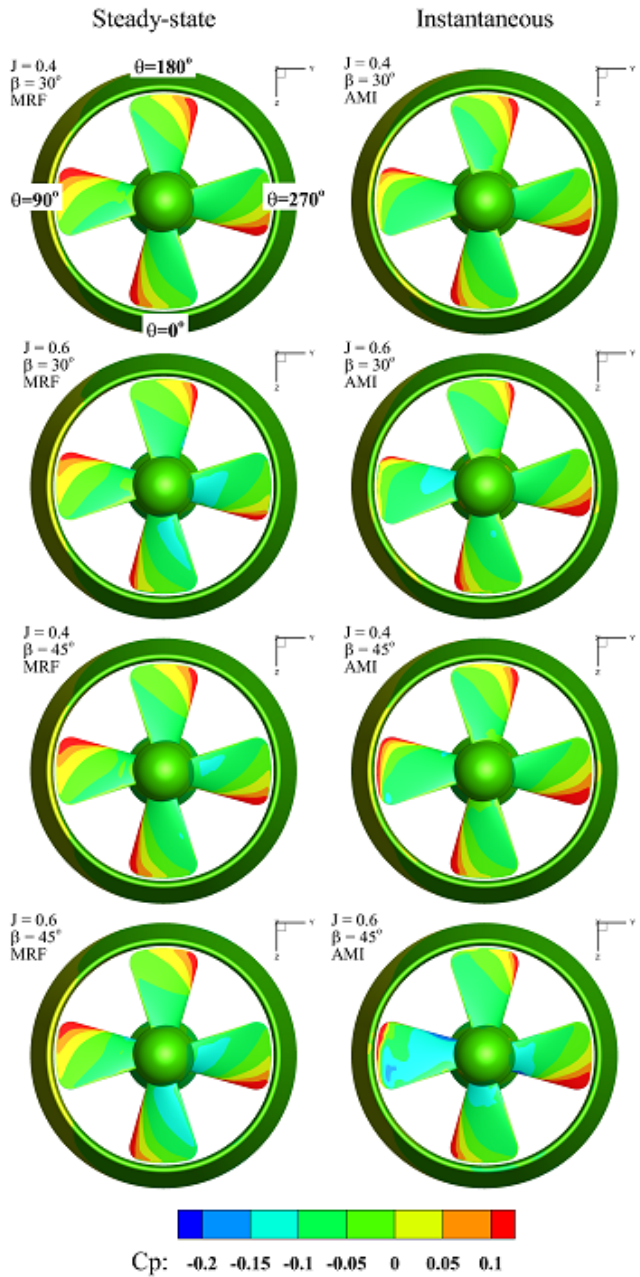 Steady-state Instantaneous
J = 0.4
β = 30°
MRF
θ=180°
Y
Z
θ=90°
θ=270°
θ=0°
J = 0.4
β = 30°
AMI
Y
Z
J = 0.6
β = 30°
MRF
Y
Z
J = 0.6
β = 30°
AMI
Y
Z
J = 0.4
β = 45°
MRF
Y
Z
J = 0.4
β = 45°
AMI
Y
Z
J = 0.6
β = 45°
MRF
Y
Z
J = 0.6
β = 45°
AMI
Y
Z
Cp: -0.2 -0.15 -0.1 -0.05 0 0.05 0.1